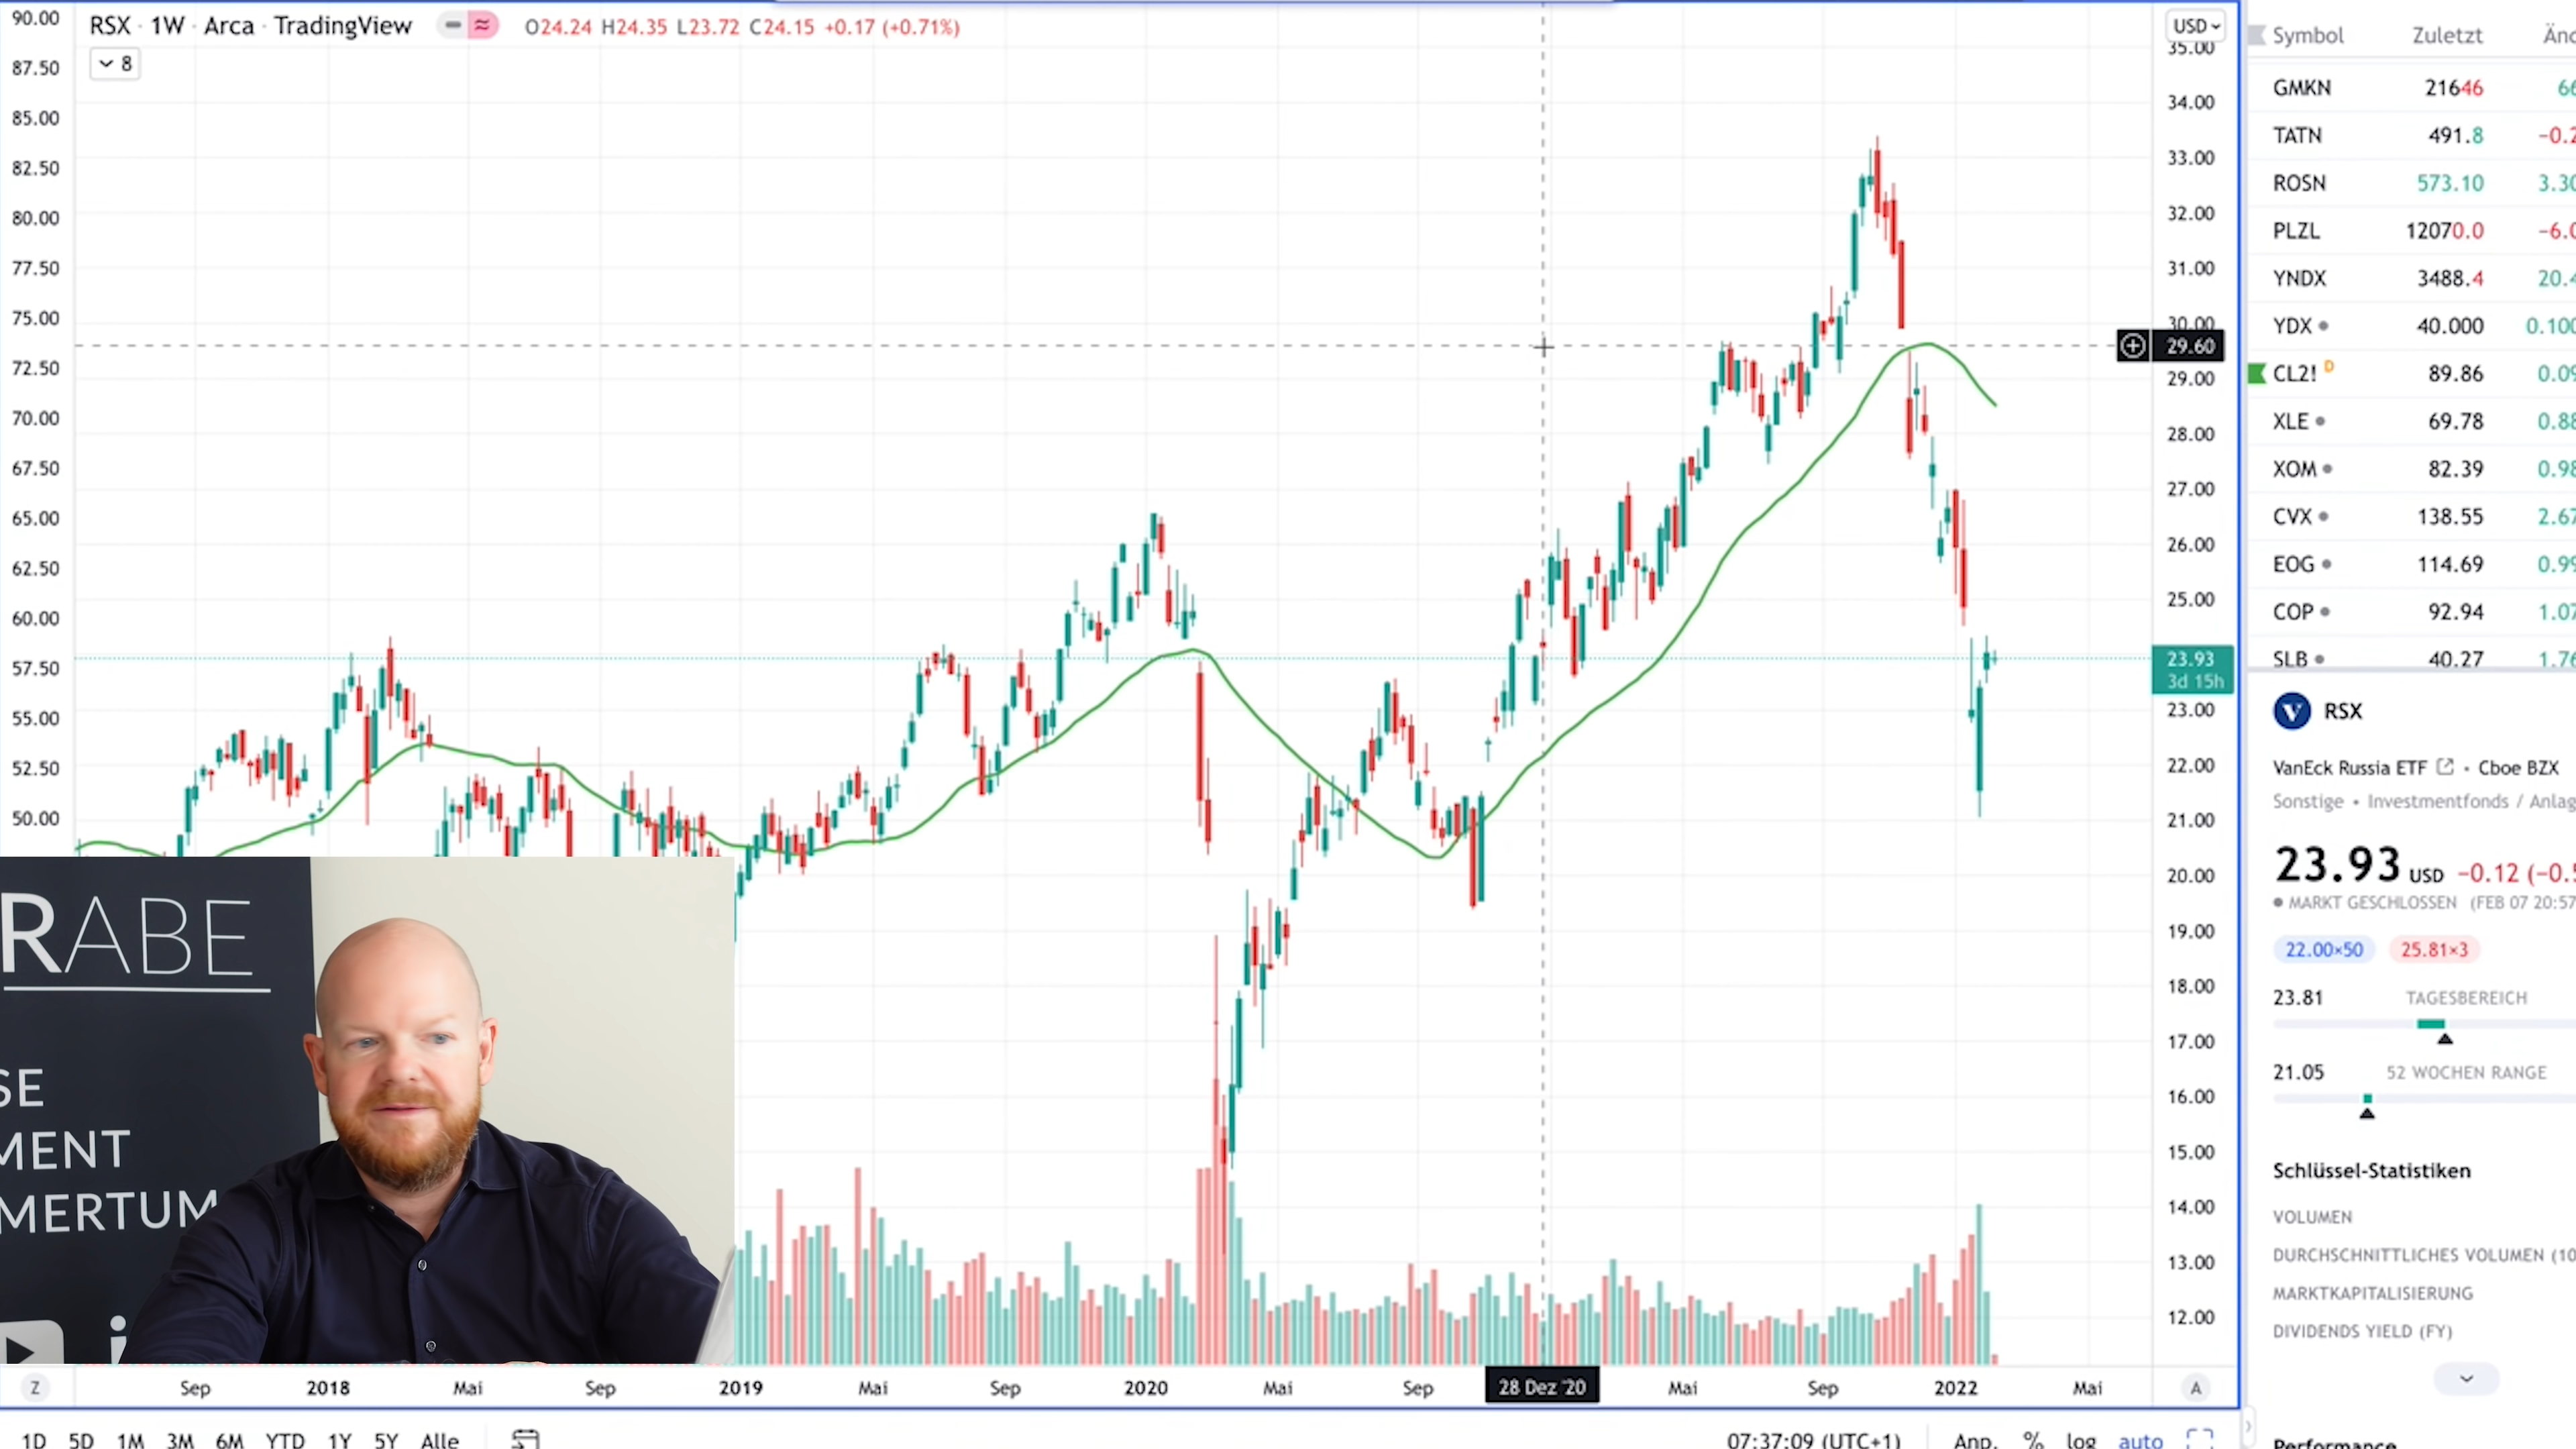 RSX · 1W · Arca · TradingView
O24.24 H24.35 L23.72 C24.15 +0.17 (+0.71%)
8
90.00
87.50
85.00
82.50
80.00
77.50
75.00
72.50
70.00
67.50
65.00
62.50
60.00
57.50
55.00
52.50
50.00
USD
35.00
34.00
33.00
32.00
31.00
30.00
29.60
29.00
28.00
27.00
26.00
25.00
23.93
3d 15h
23.00
22.00
21.00
20.00
19.00
18.00
17.00
16.00
15.00
14.00
13.00
12.00
RABE
SE
MENT
MERTUM
Z
Sep 2018 Mai Sep 2019 Mai Sep 2020 Mai Sep 28 Dez '20 Mai Sep 2022 Mai
A
1D 5D 1M 3M 6M YTD 1Y 5Y Alle
07:37:09 (UTC+1) Anp. % log auto
Symbol Zuletzt Änd
GMKN 21646 66
TATN 491.8 −0.2
ROSN 573.10 3.30
PLZL 12070.0 −6.0
YNDX 3488.4 20.4
YDX 40.000 0.100
CL2! D 89.86 0.09
XLE 69.78 0.88
XOM 82.39 0.98
CVX 138.55 2.67
EOG 114.69 0.99
COP 92.94 1.07
SLB 40.27 1.76
V RSX
VanEck Russia ETF • Cboe BZX
Sonstige • Investmentfonds / Anlag
23.93 USD −0.12 (−0.5
MARKT GESCHLOSSEN (FEB 07 20:57
22.00×50 25.81×3
23.81 TAGESBEREICH
21.05 52 WOCHEN RANGE
Schlüssel-Statistiken
VOLUMEN
DURCHSCHNITTLICHES VOLUMEN (10
MARKTKAPITALISIERUNG
DIVIDENDS YIELD (FY)
Performance